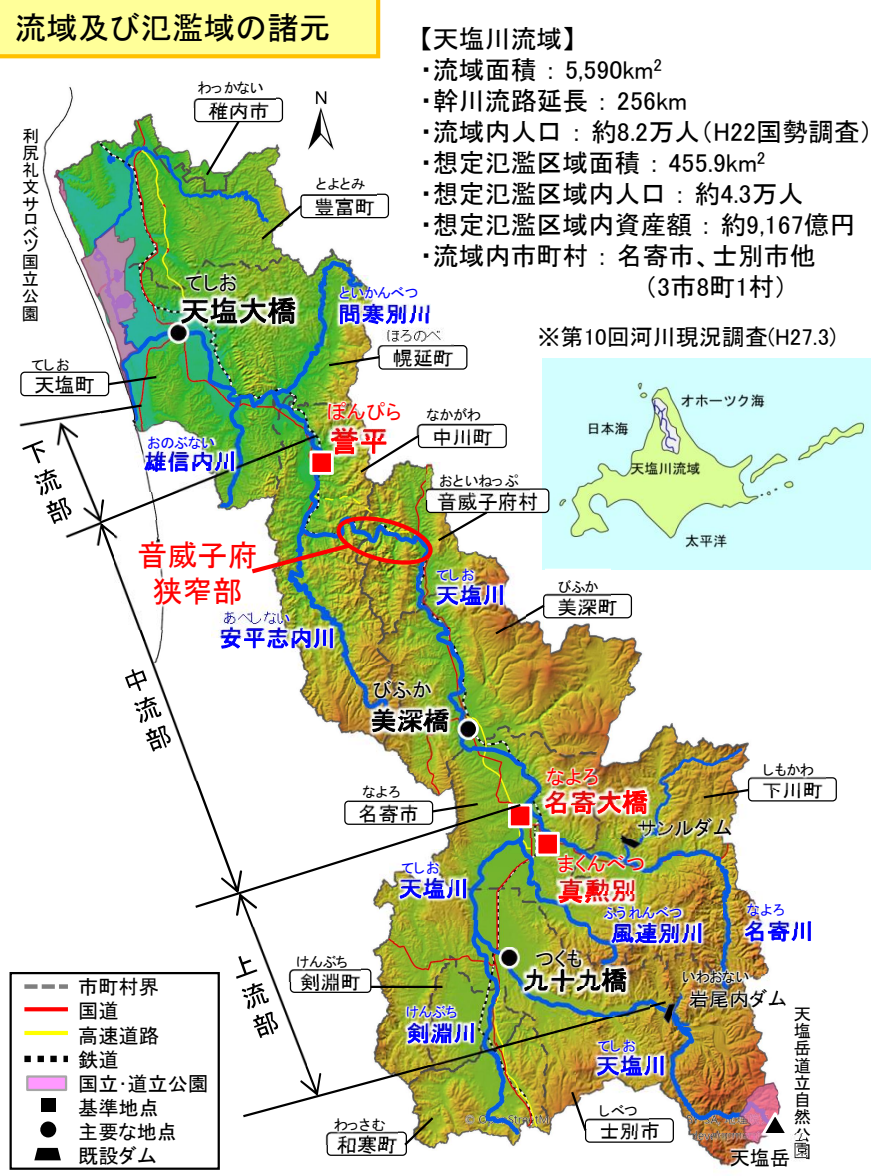 流域及び氾濫域の諸元
【天塩川流域】
・流域面積 : 5,590km²
・幹川流路延長 : 256km
・流域内人口 : 約8.2万人(H22国勢調査)
・想定氾濫区域面積 : 455.9km²
・想定氾濫区域内人口 : 約4.3万人
・想定氾濫区域内資産額 : 約9,167億円
・流域内市町村 : 名寄市、士別市他
(3市8町1村)
※第10回河川現況調査(H27.3)
オホーツク海
日本海
天塩川流域
太平洋
わっかない
稚内市
N
利尻礼文サロベツ国立公園
とよとみ
豊富町
てしお
天塩大橋
といかんべつ
問寒別川
ほろのべ
幌延町
てしお
天塩町
ぽんぴら
誉平
なかがわ
中川町
おのぶない
雄信内川
下流部
おといねっぷ
音威子府村
音威子府
狭窄部
てしお
天塩川
びふか
美深町
あべしない
安平志内川
中流部
びふか
美深橋
なよろ
名寄大橋
しもかわ
下川町
なよろ
名寄市
サンルダム
まくんべつ
真勲別
てしお
天塩川
ふうれんべつ
風連別川
なよろ
名寄川
上流部
つくも
九十九橋
けんぶち
剣淵町
いわおない
岩尾内ダム
けんぶち
剣淵川
てしお
天塩川
天塩岳道立自然公園
わっさむ
和寒町
しべつ
士別市
天塩岳
市町村界
国道
高速道路
鉄道
国立・道立公園
基準地点
主要な地点
既設ダム